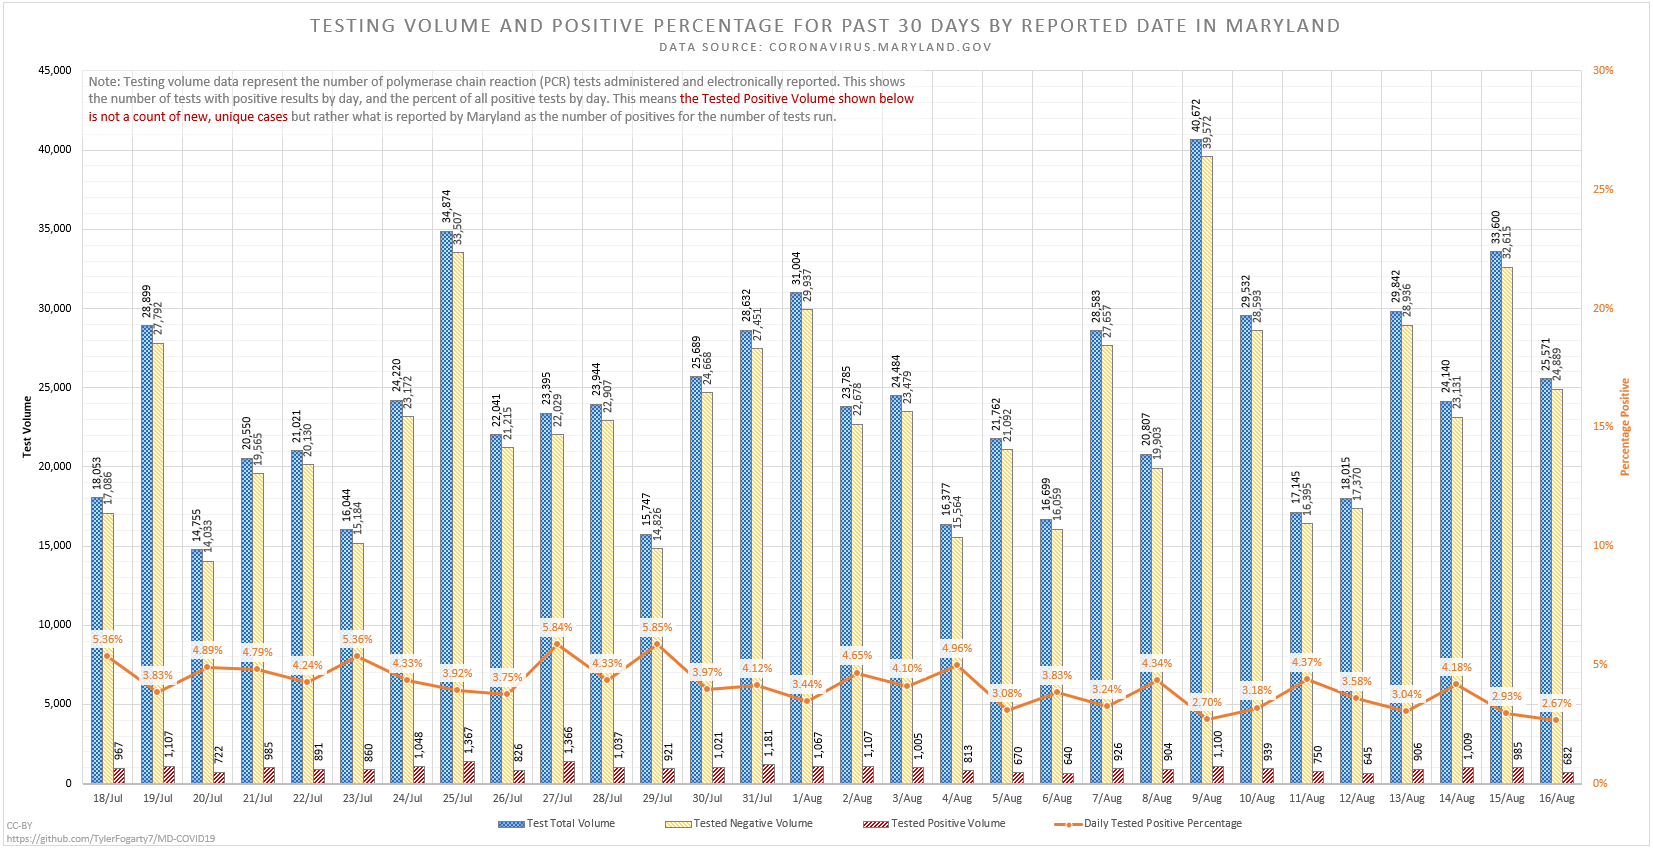 TESTING VOLUME AND POSITIVE PERCENTAGE FOR PAST 30 DAYS BY REPORTED DATE IN MARYLAND
DATA SOURCE: CORONAVIRUS.MARYLAND.GOV
Note: Testing volume data represent the number of polymerase chain reaction (PCR) tests administered and electronically reported. This shows
the number of tests with positive results by day, and the percent of all positive tests by day. This means the Tested Positive Volume shown below
is not a count of new, unique cases but rather what is reported by Maryland as the number of positives for the number of tests run.
Test Volume
45,000
40,000
35,000
30,000
25,000
20,000
15,000
10,000
5,000
0
30%
25%
20%
15%
10%
5%
0%
Percentage Positive
18,053 17,086 5.36% 967
28,899 27,792 3.83% 1,107
14,755 14,033 4.89% 722
20,550 19,565 4.79% 985
21,021 20,130 4.24% 891
16,044 15,184 5.36% 860
24,220 23,172 4.33% 1,048
34,874 33,507 3.92% 1,367
22,041 21,215 3.75% 826
23,395 22,029 5.84% 1,366
23,944 22,907 4.33% 1,037
15,747 14,826 5.85% 921
25,689 24,668 3.97% 1,021
28,632 27,451 4.12% 1,181
31,004 29,937 3.44% 1,067
23,785 22,678 4.65% 1,107
24,484 23,479 4.10% 1,005
16,377 15,564 4.96% 813
21,762 21,092 3.08% 670
16,699 16,059 3.83% 640
28,583 27,657 3.24% 926
20,807 19,903 4.34% 904
40,672 39,572 2.70% 1,100
29,532 28,593 3.18% 939
17,145 16,395 4.37% 750
18,015 17,370 3.58% 645
29,842 28,936 3.04% 906
24,140 23,131 4.18% 1,009
33,600 32,615 2.93% 985
25,571 24,889 2.67% 682
18/Jul 19/Jul 20/Jul 21/Jul 22/Jul 23/Jul 24/Jul 25/Jul 26/Jul 27/Jul 28/Jul 29/Jul 30/Jul 31/Jul 1/Aug 2/Aug 3/Aug 4/Aug 5/Aug 6/Aug 7/Aug 8/Aug 9/Aug 10/Aug 11/Aug 12/Aug 13/Aug 14/Aug 15/Aug 16/Aug
Test Total Volume Tested Negative Volume Tested Positive Volume Daily Tested Positive Percentage
CC-BY
https://github.com/TylerFogarty7/MD-COVID19